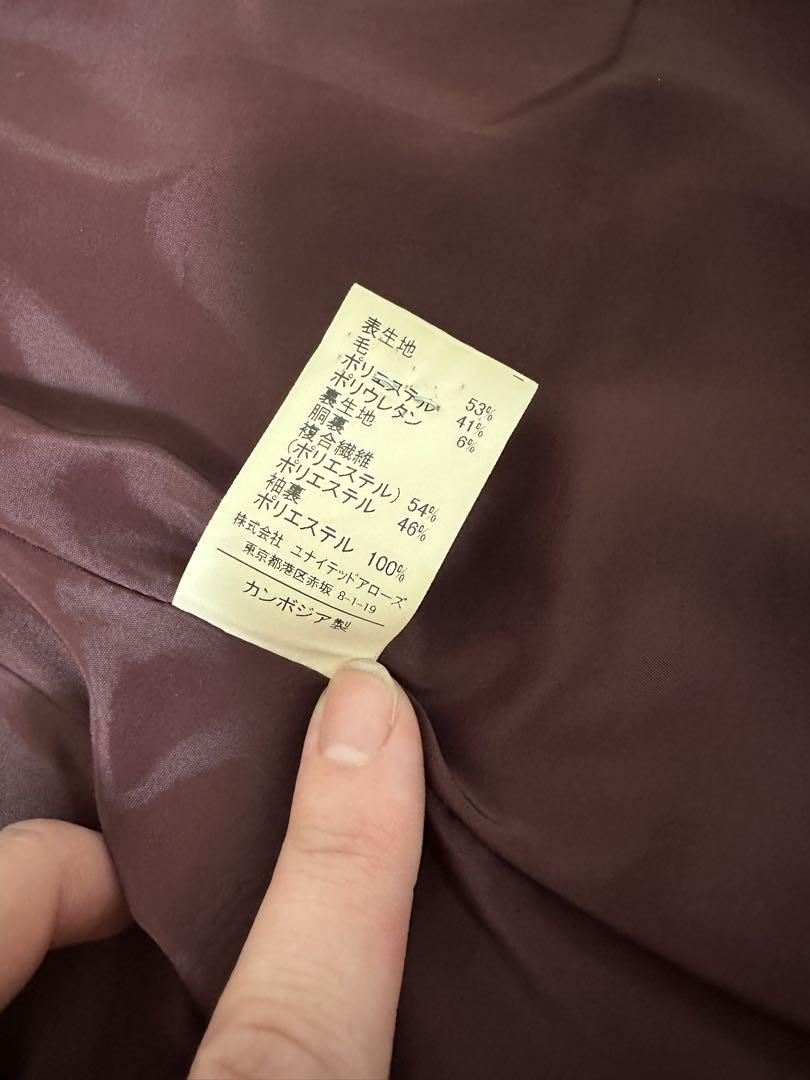 表生地
毛 53%
ポリエステル 41%
ポリウレタン 6%
裏生地
胴裏
複合繊維
(ポリエステル) 54%
ポリエステル 46%
袖裏
ポリエステル 100%
株式会社 ユナイテッドアローズ
東京都港区赤坂 8-1-19
カンボジア製